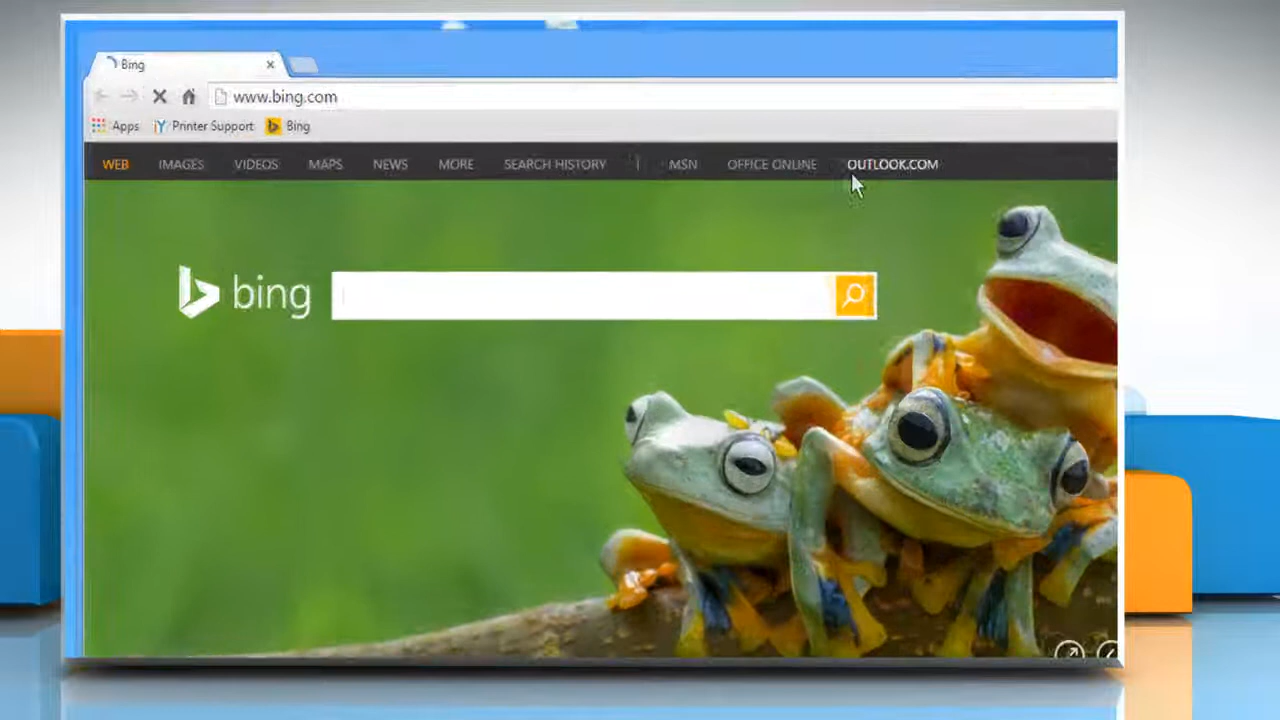 Bing
www.bing.com
Apps Printer Support Bing
WEB IMAGES VIDEOS MAPS NEWS MORE SEARCH HISTORY | MSN OFFICE ONLINE OUTLOOK.COM
bing